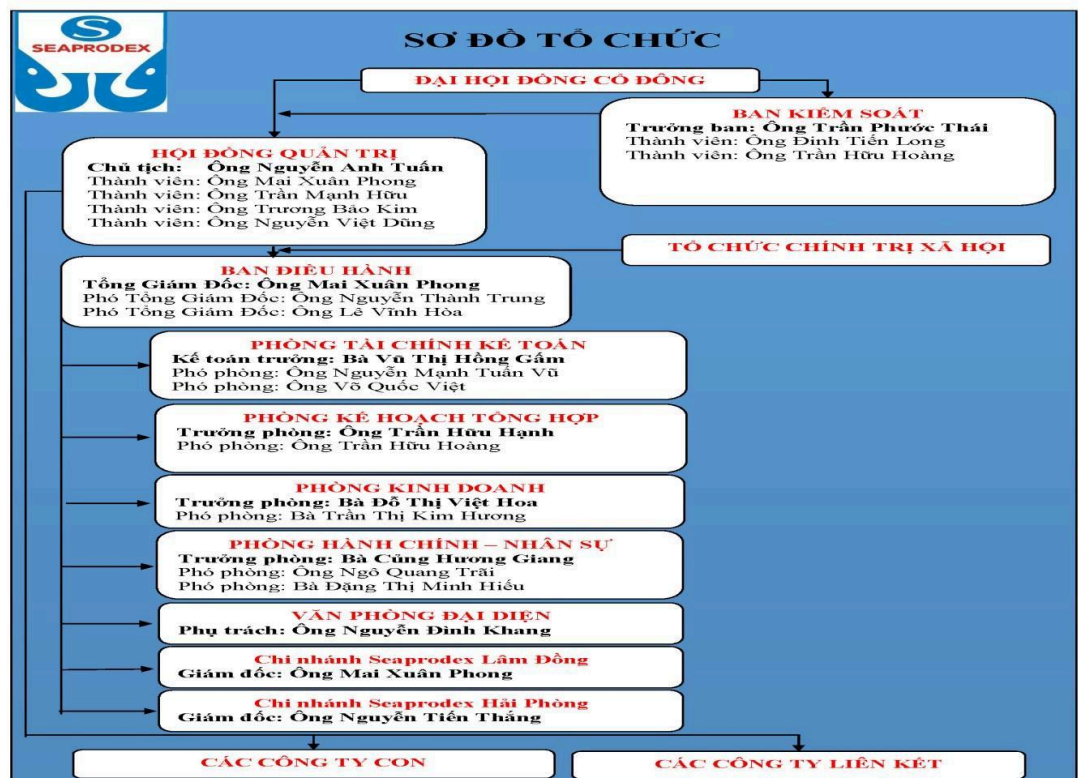 SEAPRODEX
SƠ ĐỒ TỔ CHỨC
ĐẠI HỘI ĐỒNG CỔ ĐÔNG
BAN KIỂM SOÁT
Trưởng ban: Ông Trần Phước Thái
Thành viên: Ông Đinh Tiến Long
Thành viên: Ông Trần Hữu Hoàng
HỘI ĐỒNG QUẢN TRỊ
Chủ tịch: Ông Nguyễn Anh Tuấn
Thành viên: Ông Mai Xuân Phong
Thành viên: Ông Trần Mạnh Hữu
Thành viên: Ông Trương Bảo Kim
Thành viên: Ông Nguyễn Việt Dũng
TỔ CHỨC CHÍNH TRỊ XÃ HỘI
BAN ĐIỀU HÀNH
Tổng Giám Đốc: Ông Mai Xuân Phong
Phó Tổng Giám Đốc: Ông Nguyễn Thành Trung
Phó Tổng Giám Đốc: Ông Lê Vĩnh Hòa
PHÒNG TÀI CHÍNH KẾ TOÁN
Kế toán trưởng: Bà Vũ Thị Hồng Gấm
Phó phòng: Ông Nguyễn Mạnh Tuấn Vũ
Phó phòng: Ông Võ Quốc Việt
PHÒNG KẾ HOẠCH TỔNG HỢP
Trưởng phòng: Ông Trần Hữu Hạnh
Phó phòng: Ông Trần Hữu Hoàng
PHÒNG KINH DOANH
Trưởng phòng: Bà Đỗ Thị Việt Hoa
Phó phòng: Bà Trần Thị Kim Hương
PHÒNG HÀNH CHÍNH – NHÂN SỰ
Trưởng phòng: Bà Củng Hương Giang
Phó phòng: Ông Ngô Quang Trãi
Phó phòng: Bà Đặng Thị Minh Hiếu
VĂN PHÒNG ĐẠI DIỆN
Phụ trách: Ông Nguyễn Đình Khang
Chi nhánh Seaprodex Lâm Đồng
Giám đốc: Ông Mai Xuân Phong
Chi nhánh Seaprodex Hải Phòng
Giám đốc: Ông Nguyễn Tiến Thắng
CÁC CÔNG TY CON
CÁC CÔNG TY LIÊN KẾT